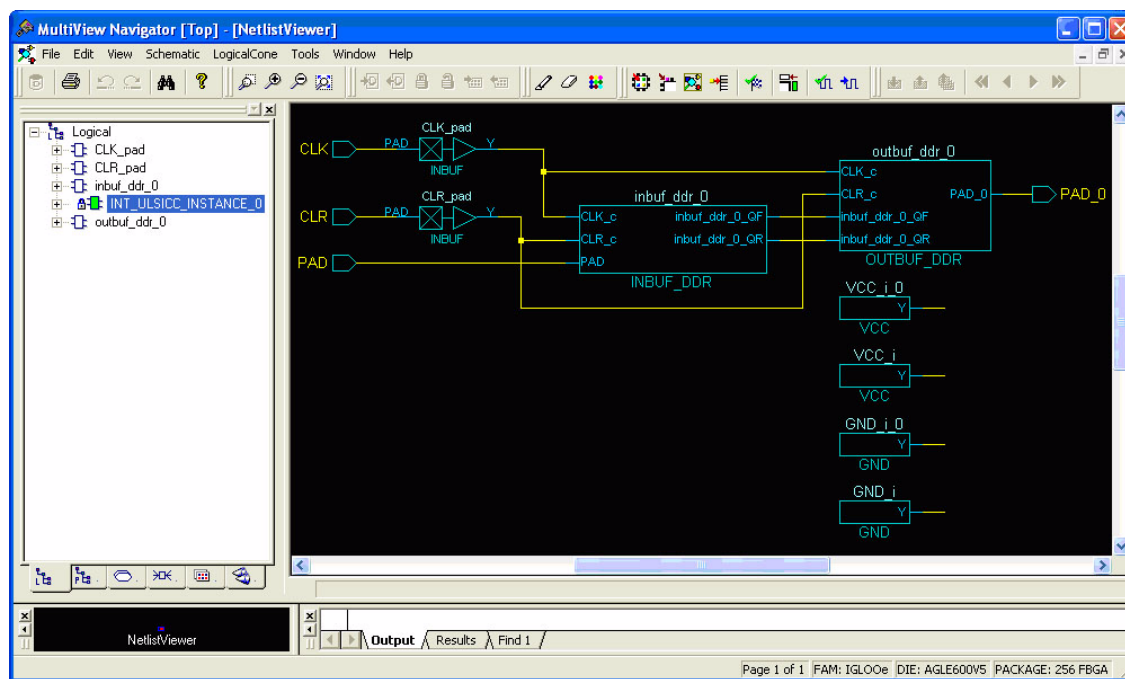 MultiView Navigator [Top] - [NetlistViewer]
File Edit View Schematic LogicalCone Tools Window Help
Logical
CLK_pad
CLR_pad
inbuf_ddr_0
INT_ULSICC_INSTANCE_0
outbuf_ddr_0
CLK
PAD
CLK_pad
Y
INBUF
CLR
PAD
CLR_pad
Y
INBUF
PAD
inbuf_ddr_0
CLK_c inbuf_ddr_0_QF
CLR_c inbuf_ddr_0_QR
PAD
INBUF_DDR
outbuf_ddr_0
CLK_c
CLR_c PAD_0
inbuf_ddr_0_QF
inbuf_ddr_0_QR
OUTBUF_DDR
PAD_0
VCC_i_0
Y
VCC
VCC_i
Y
VCC
GND_i_0
Y
GND
GND_i
Y
GND
NetlistViewer
Output Results Find 1
Page 1 of 1 FAM: IGLOOe DIE: AGLE600V5 PACKAGE: 256 FBGA